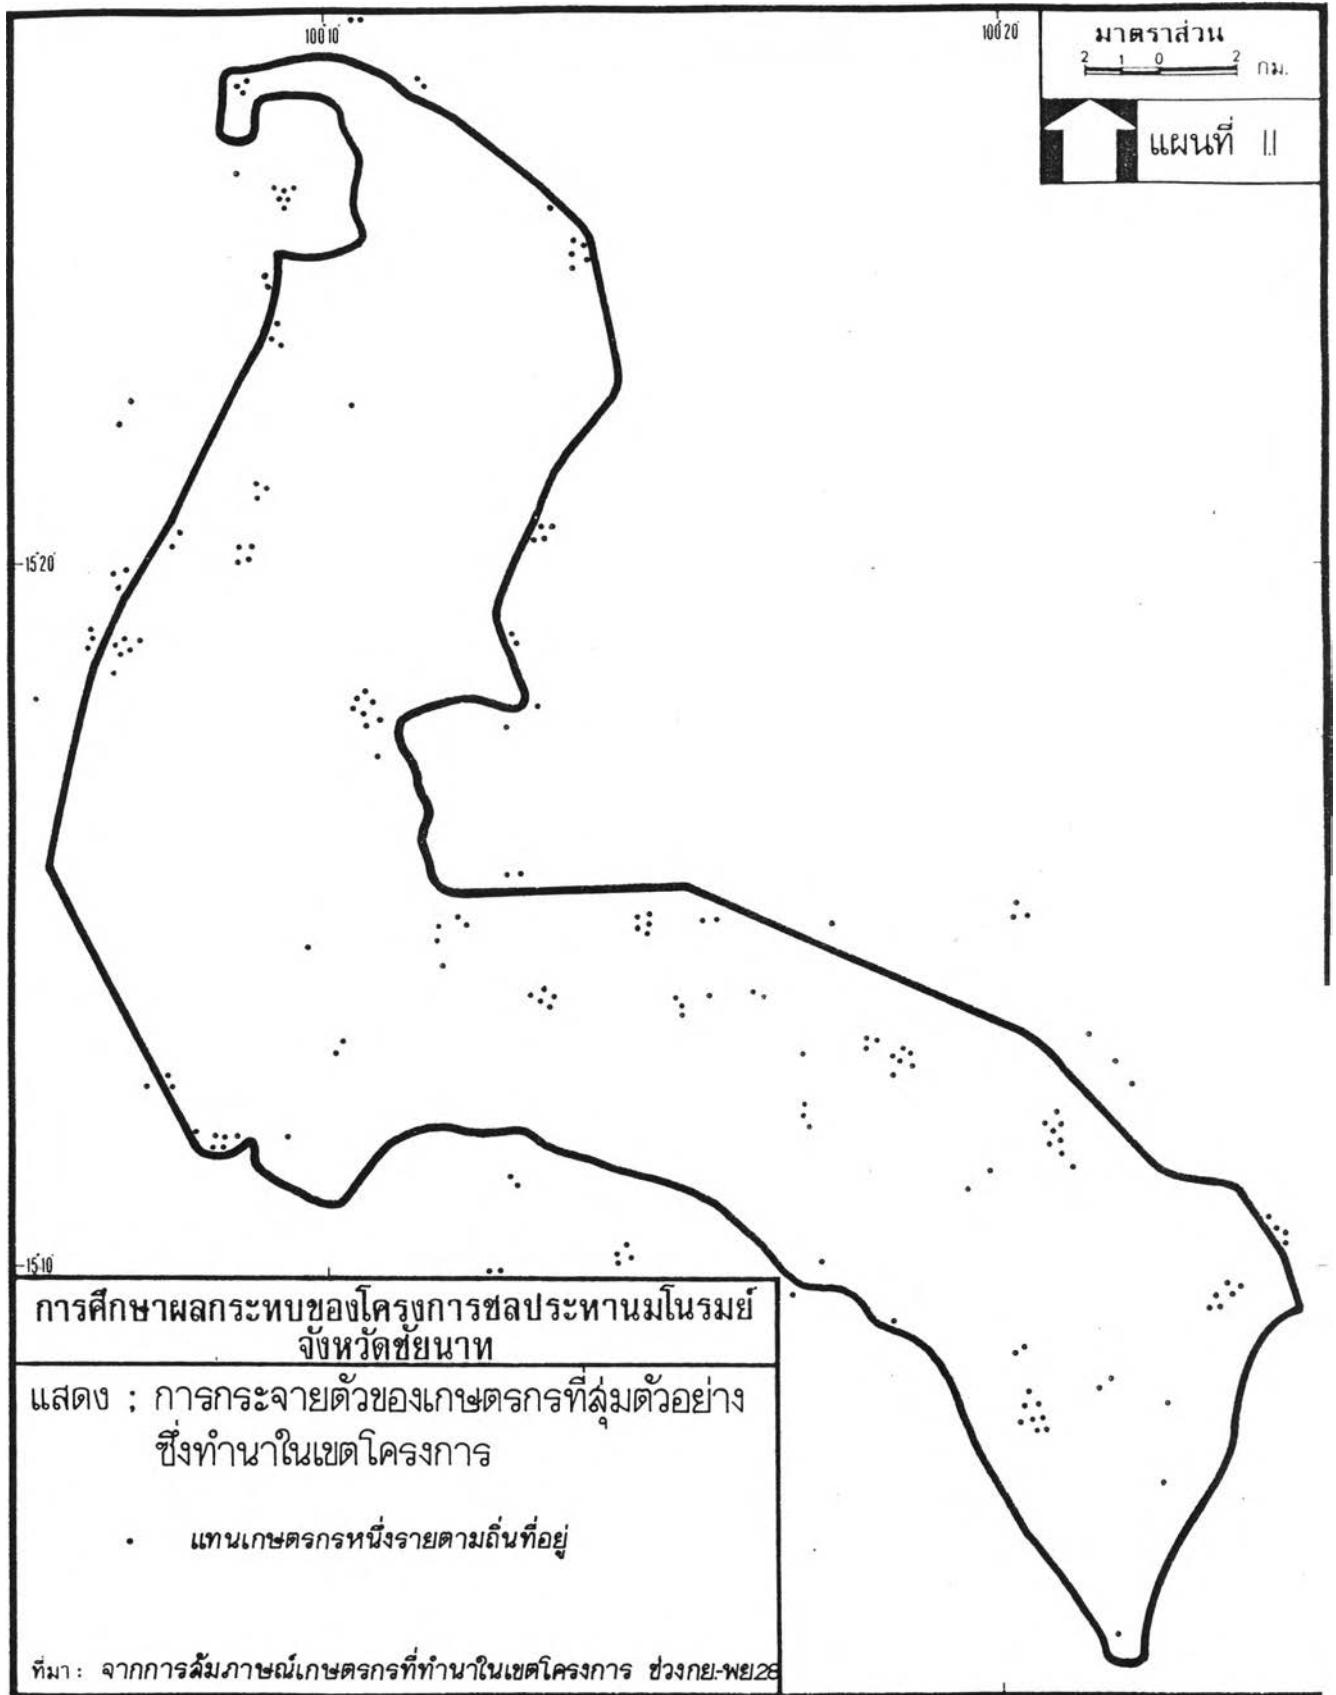 100°10'
100°20'
มาตราส่วน
2 1 0 2 กม.
แผนที่ 1.1
15°20'
15°10'
การศึกษาผลกระทบของโครงการชลประทานมโนรมย์
จังหวัดชัยนาท
แสดง ; การกระจายตัวของเกษตรกรที่สุ่มตัวอย่าง
ซึ่งทำนาในเขตโครงการ
• แทนเกษตรกรหนึ่งรายตามถิ่นที่อยู่
ที่มา : จากการสัมภาษณ์เกษตรกรที่ทำนาในเขตโครงการ ช่วงกย.-พย.28